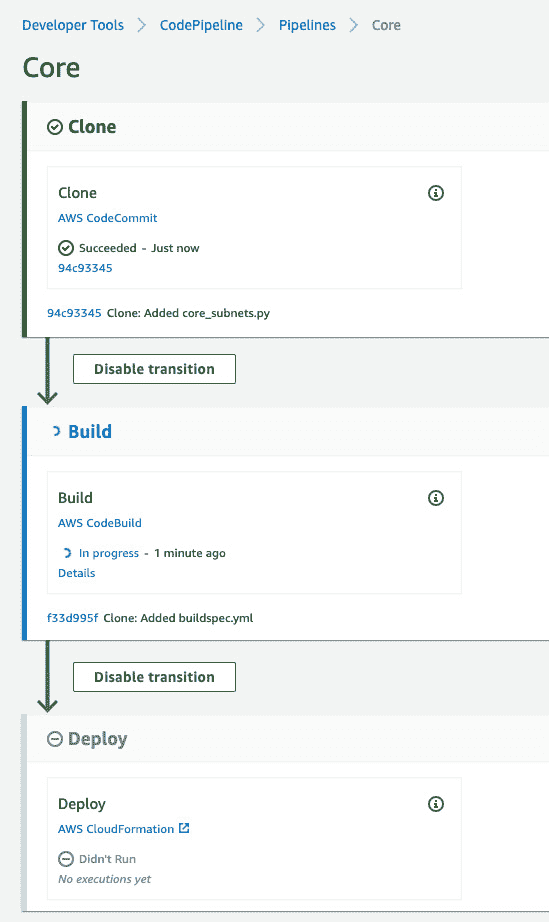 Developer Tools > CodePipeline > Pipelines > Core
Core
Clone
Clone
AWS CodeCommit
Succeeded - Just now
94c93345
94c93345 Clone: Added core_subnets.py
Disable transition
Build
Build
AWS CodeBuild
In progress - 1 minute ago
Details
f33d995f Clone: Added buildspec.yml
Disable transition
Deploy
Deploy
AWS CloudFormation
Didn't Run
No executions yet